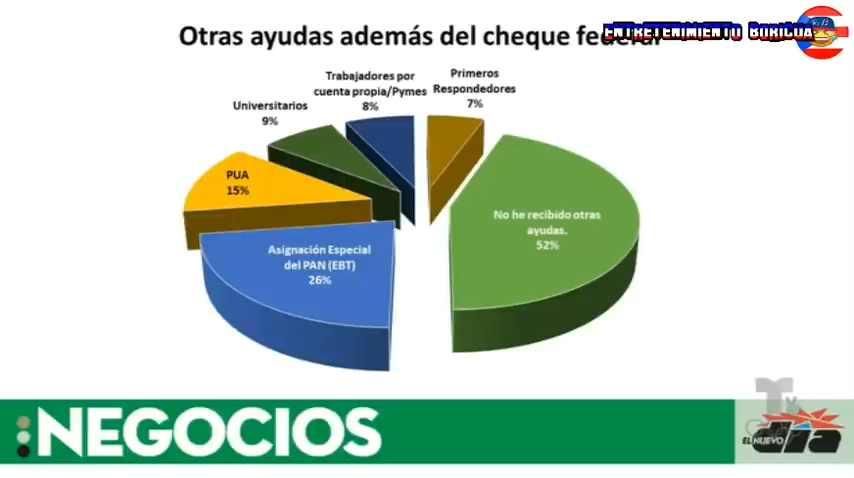 Otras ayudas además del cheque federal
ENTRETENIMIENTO BORICUA
Trabajadores por
cuenta propia/Pymes
8%
Primeros
Respondedores
7%
Universitarios
9%
PUA
15%
No he recibido otras
ayudas.
52%
Asignación Especial
del PAN (EBT)
26%
NEGOCIOS
EL NUEVO
día